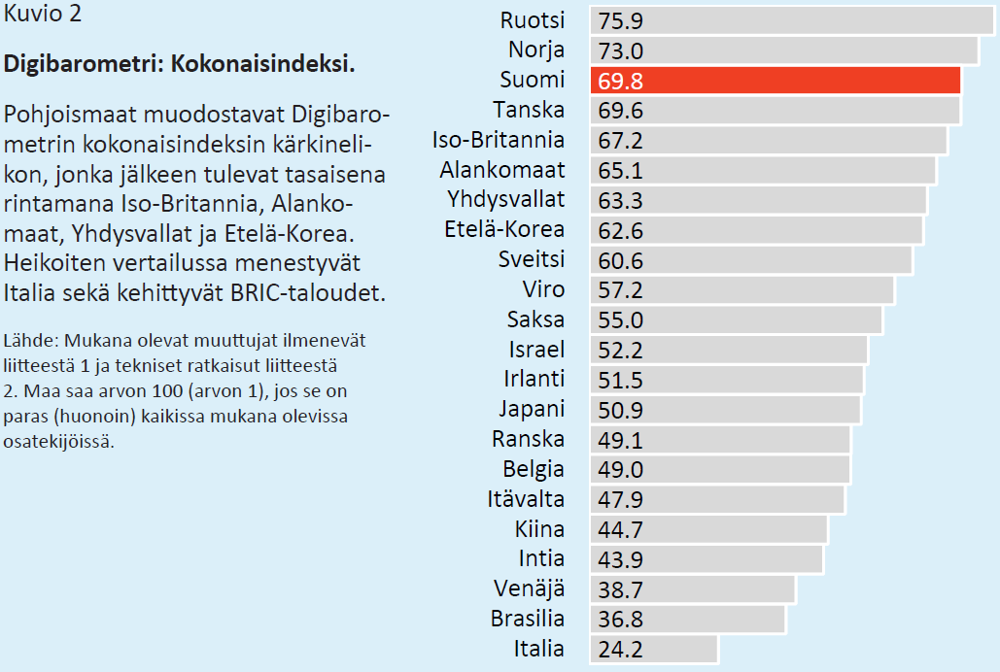 Kuvio 2
Digibarometri: Kokonaisindeksi.
Pohjoismaat muodostavat Digibaro-
metrin kokonaisindeksin kärkineli-
kon, jonka jälkeen tulevat tasaisena
rintamana Iso-Britannia, Alanko-
maat, Yhdysvallat ja Etelä-Korea.
Heikoiten vertailussa menestyvät
Italia sekä kehittyvät BRIC-taloudet.
Lähde: Mukana olevat muuttujat ilmenevät
liitteestä 1 ja tekniset ratkaisut liitteestä
2. Maa saa arvon 100 (arvon 1), jos se on
paras (huonoin) kaikissa mukana olevissa
osatekijöissä.
Ruotsi 75.9
Norja 73.0
Suomi 69.8
Tanska 69.6
Iso-Britannia 67.2
Alankomaat 65.1
Yhdysvallat 63.3
Etelä-Korea 62.6
Sveitsi 60.6
Viro 57.2
Saksa 55.0
Israel 52.2
Irlanti 51.5
Japani 50.9
Ranska 49.1
Belgia 49.0
Itävalta 47.9
Kiina 44.7
Intia 43.9
Venäjä 38.7
Brasilia 36.8
Italia 24.2